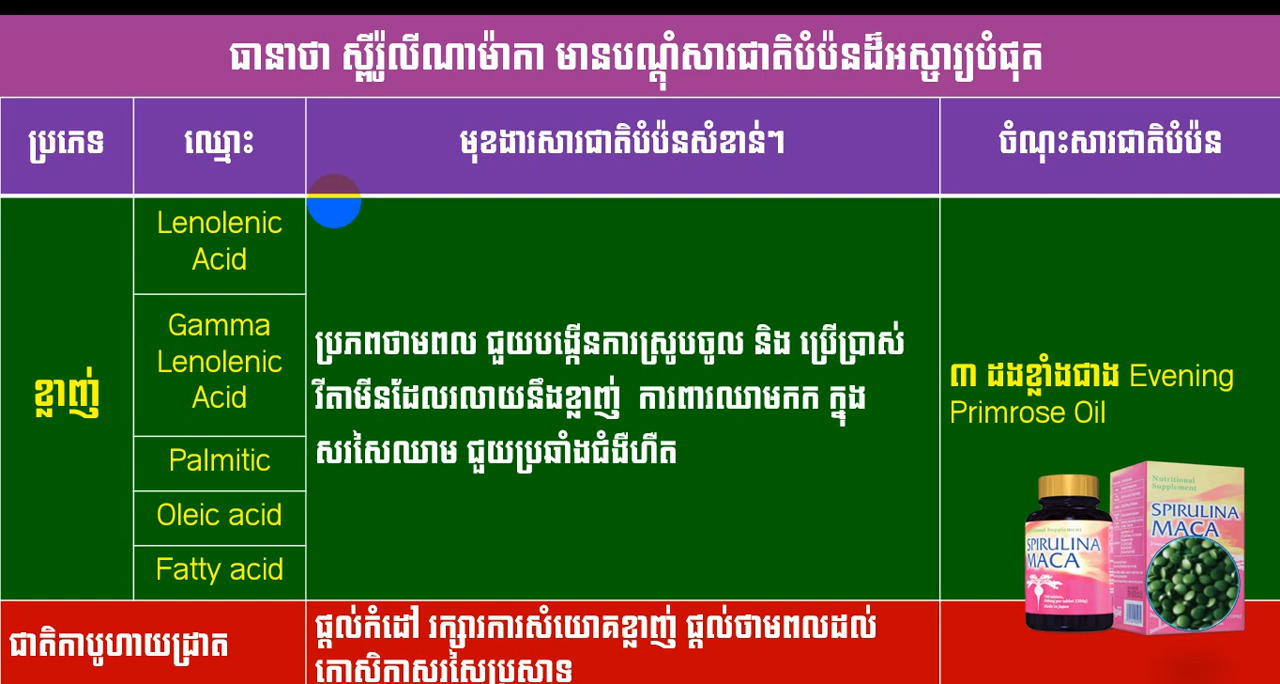 ធានាថា ស្ពីរ៉ូលីណាម៉ាកា មានបណ្តុំសារជាតិបំប៉នដ៏អស្ចារ្យបំផុត
ប្រភេទ
ឈ្មោះ
មុខងារសារជាតិបំប៉នសំខាន់ៗ
ចំណុះសារជាតិបំប៉ន
ខ្លាញ់
Lenolenic
Acid
Gamma
Lenolenic
Acid
Palmitic
Oleic acid
Fatty acid
ប្រភពថាមពល ជួយបង្កើនការស្រូបចូល និង ប្រើប្រាស់
វីតាមីនដែលរលាយនឹងខ្លាញ់ ការពារឈាមកក ក្នុង
សរសៃឈាម ជួយប្រឆាំងជំងឺហឺត
៣ ដងខ្លាំងជាង Evening
Primrose Oil
Nutritional
Supplement
SPIRULINA
MACA
SPIRULINA
MACA
ជាតិកាបូហាយដ្រាត
ផ្តល់កំដៅ រក្សារការសំយោគខ្លាញ់ ផ្តល់ថាមពលដល់
កោសិកាសរសៃប្រសាទ